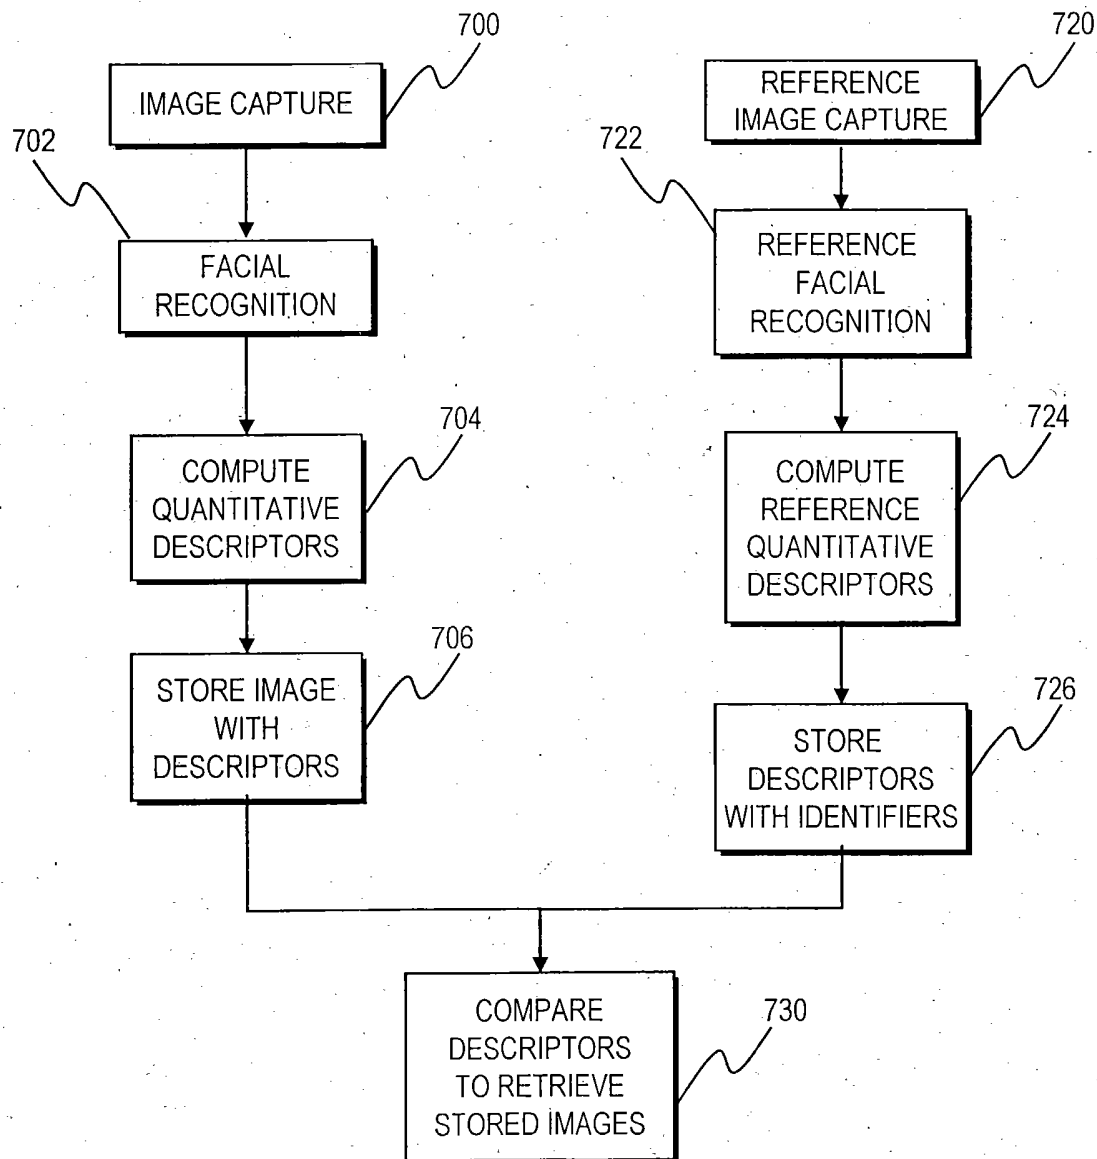 700
IMAGE CAPTURE
702
FACIAL
RECOGNITION
704
COMPUTE
QUANTITATIVE
DESCRIPTORS
706
STORE IMAGE
WITH
DESCRIPTORS
720
REFERENCE
IMAGE CAPTURE
722
REFERENCE
FACIAL
RECOGNITION
724
COMPUTE
REFERENCE
QUANTITATIVE
DESCRIPTORS
726
STORE
DESCRIPTORS
WITH IDENTIFIERS
730
COMPARE
DESCRIPTORS
TO RETRIEVE
STORED IMAGES